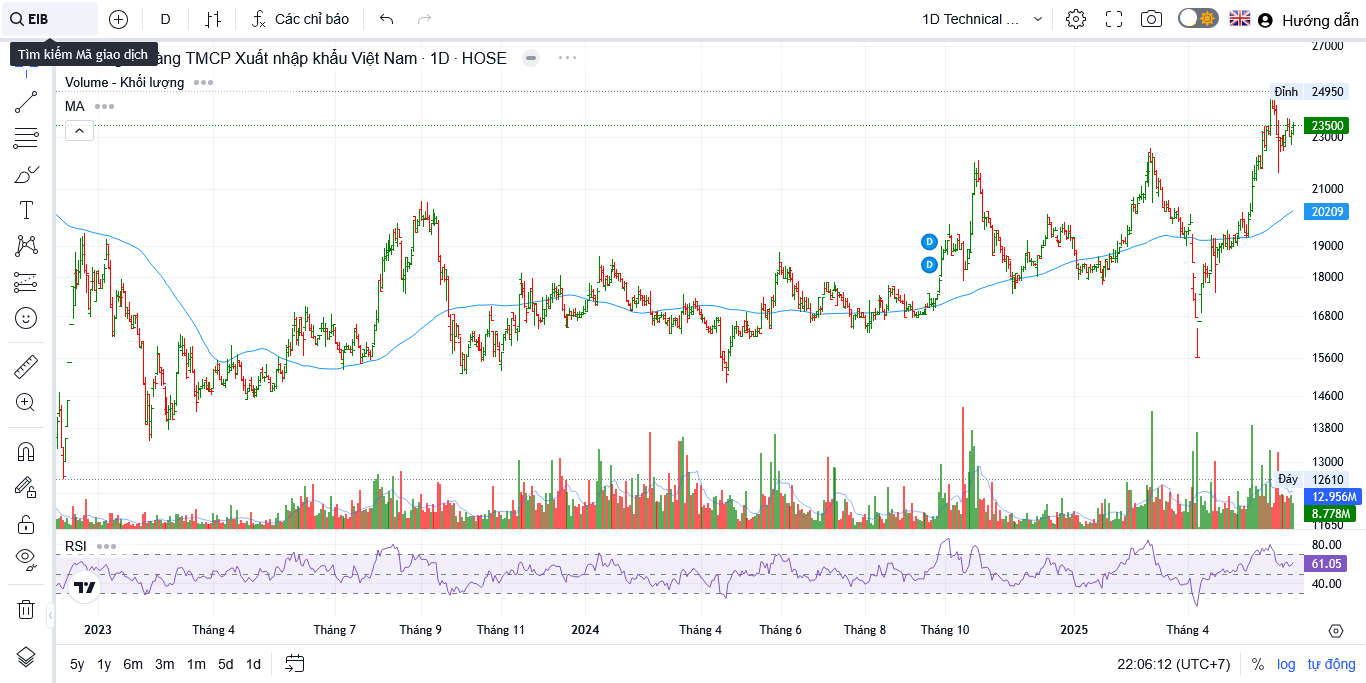 EIB
D
Các chỉ báo
1D Technical ...
Hướng dẫn
Tìm kiếm Mã giao dịch
àng TMCP Xuất nhập khẩu Việt Nam · 1D · HOSE
Volume - Khối lượng
MA
27000
Đỉnh 24950
23500
23000
21000
20209
19000
18000
16800
15600
14600
13800
13000
Đáy 12610
12.956M
8.778M
11650
D
D
RSI
80.00
61.05
40.00
2023 Tháng 4 Tháng 7 Tháng 9 Tháng 11 2024 Tháng 4 Tháng 6 Tháng 8 Tháng 10 2025 Tháng 4
5y 1y 6m 3m 1m 5d 1d
22:06:12 (UTC+7) % log tự động